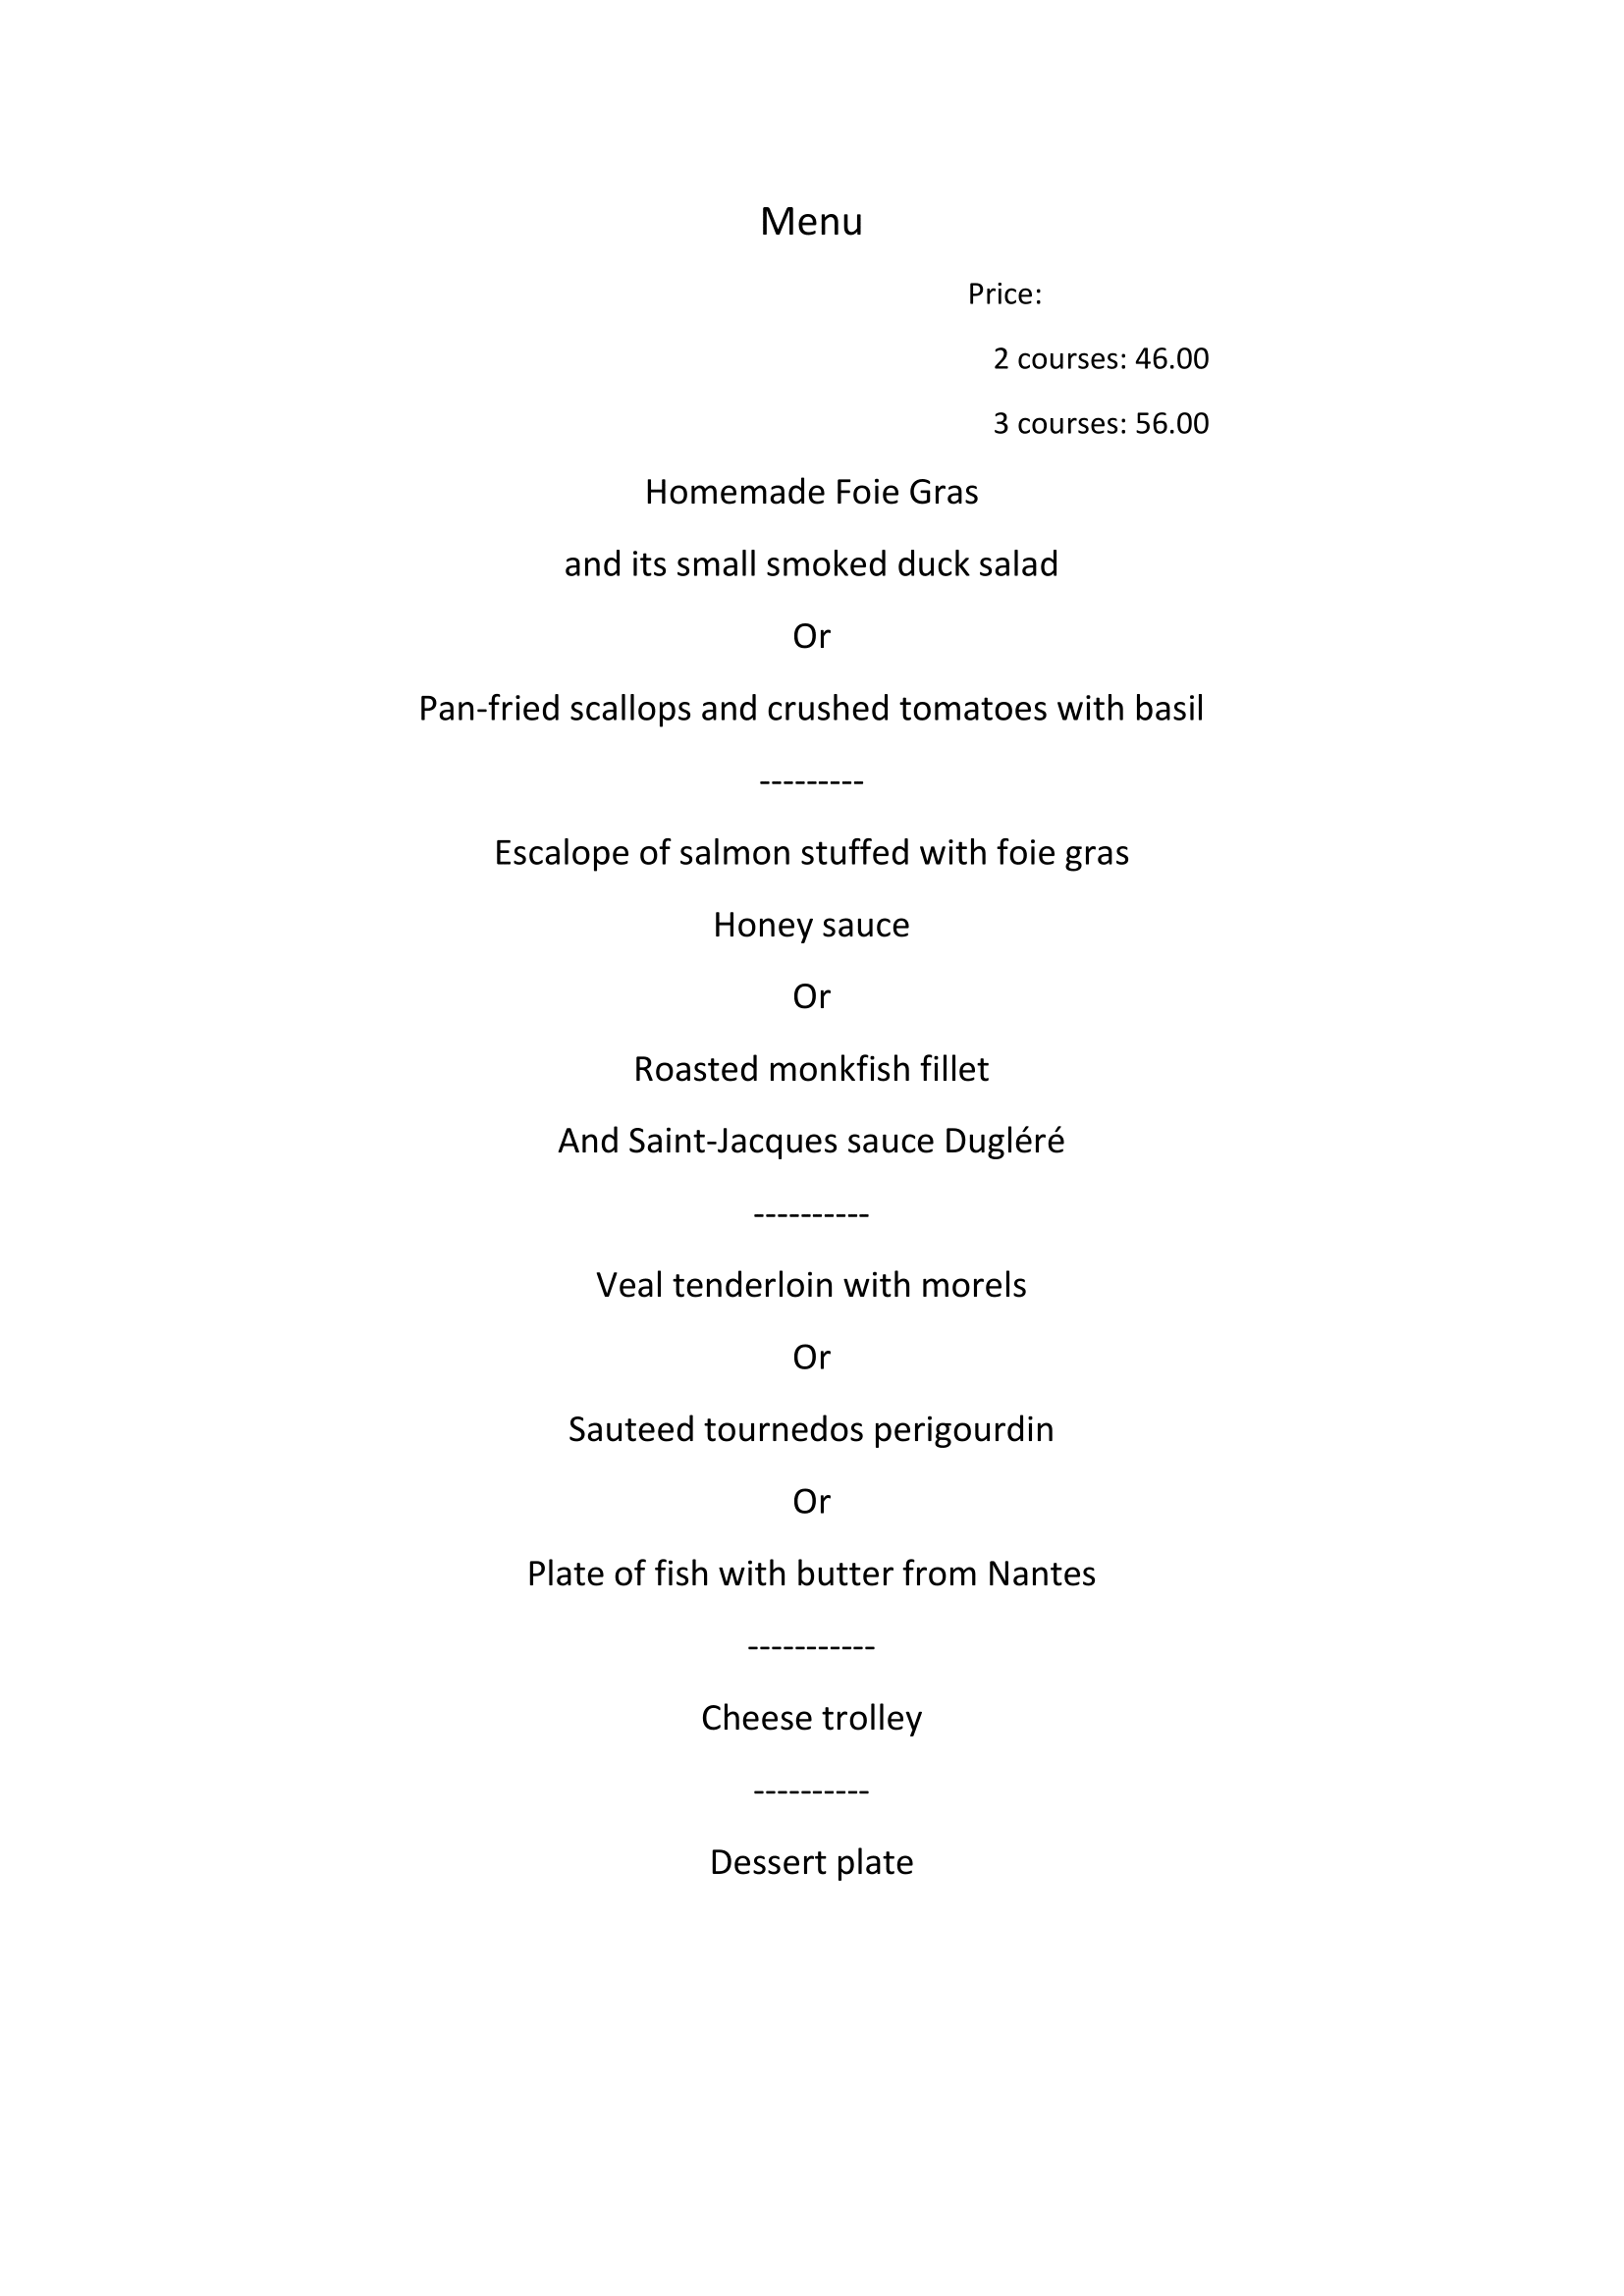 Menu
Price:
2 courses: 46.00
3 courses: 56.00
Homemade Foie Gras
and its small smoked duck salad
Or
Pan-fried scallops and crushed tomatoes with basil
---------
Escalope of salmon stuffed with foie gras
Honey sauce
Or
Roasted monkfish fillet
And Saint-Jacques sauce Dugléré
----------
Veal tenderloin with morels
Or
Sauteed tournedos perigourdin
Or
Plate of fish with butter from Nantes
-----------
Cheese trolley
----------
Dessert plate